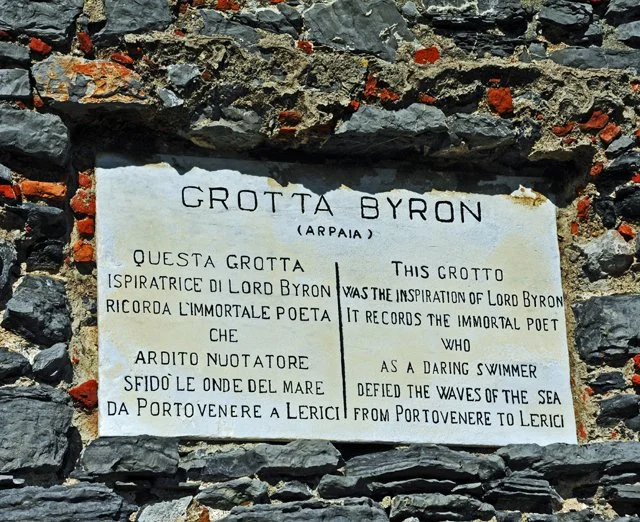 GROTTA BYRON
(ARPAIA)
QUESTA GROTTA
ISPIRATRICE DI LORD BYRON
RICORDA L'IMMORTALE POETA
CHE
ARDITO NUOTATORE
SFIDÒ LE ONDE DEL MARE
DA PORTOVENERE A LERICI
THIS GROTTO
WAS THE INSPIRATION OF LORD BYRON
IT RECORDS THE IMMORTAL POET
WHO
AS A DARING SWIMMER
DEFIED THE WAVES OF THE SEA
FROM PORTOVENERE TO LERICI